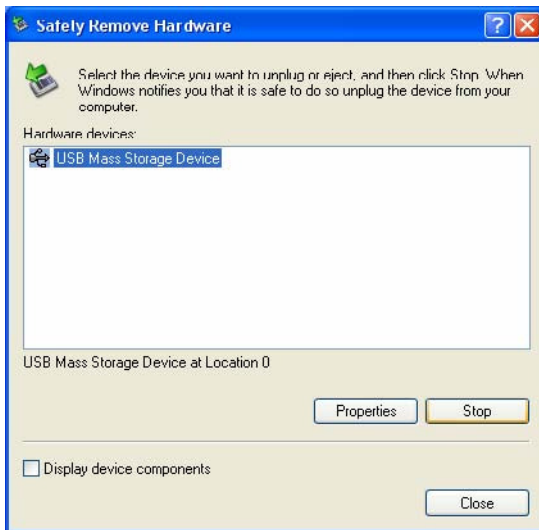 Safely Remove Hardware
Select the device you want to unplug or eject, and then click Stop. When
Windows notifies you that it is safe to do so unplug the device from your
computer.
Hardware devices:
USB Mass Storage Device
USB Mass Storage Device at Location 0
Properties Stop
Display device components
Close